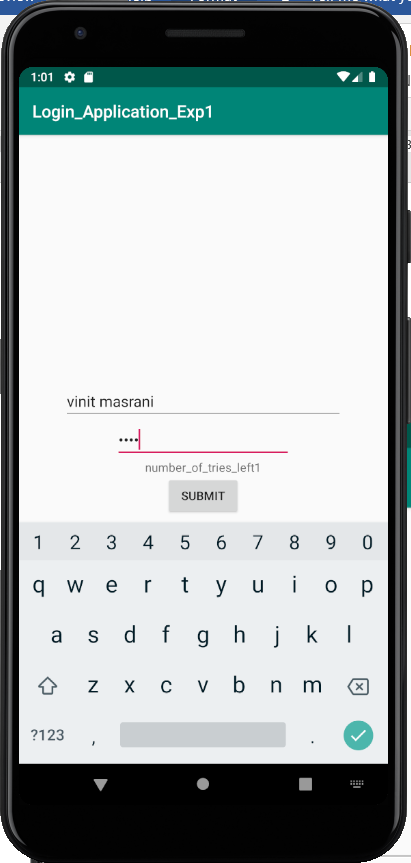 1:01
Login_Application_Exp1
vinit masrani
••••
number_of_tries_left1
SUBMIT
1 2 3 4 5 6 7 8 9 0
q w e r t y u i o p
a s d f g h j k l
z x c v b n m
?123 , .